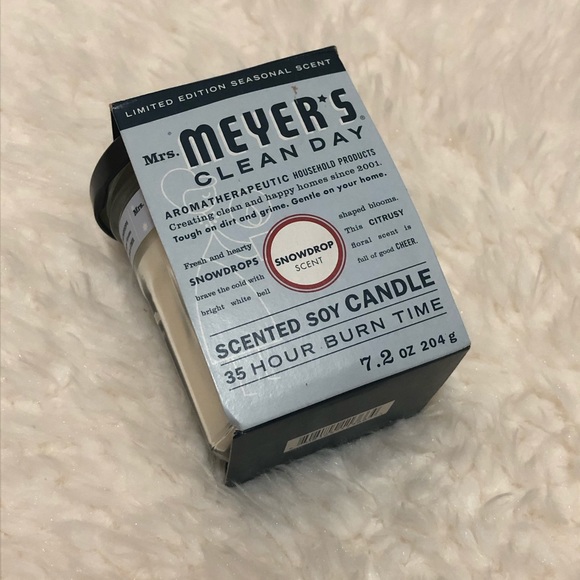 LIMITED EDITION SEASONAL SCENT
Mrs. MEYER'S®
CLEAN DAY
AROMATHERAPEUTIC HOUSEHOLD PRODUCTS
Creating clean and happy homes since 2001.
Tough on dirt and grime. Gentle on your home.
Fresh and hearty
SNOWDROPS
brave the cold with
bright white bell
SNOWDROP
SCENT
shaped blooms.
This CITRUSY
floral scent is
full of good CHEER.
SCENTED SOY CANDLE
35 HOUR BURN TIME
7.2 OZ 204 g
Mrs.